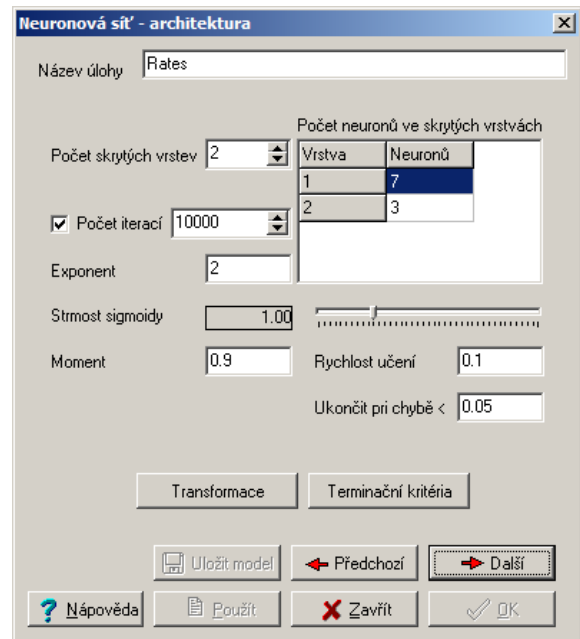 Neuronová síť - architektura
Název úlohy Rates
Počet neuronů ve skrytých vrstvách
Počet skrytých vrstev 2
Vrstva Neuronů
1 7
2 3
Počet iterací 10000
Exponent 2
Strmost sigmoidy 1.00
Moment 0.9 Rychlost učení 0.1
Ukončit pri chybě < 0.05
Transformace Terminační kritéria
Uložit model Předchozí Další
? Nápověda Použít Zavřít OK